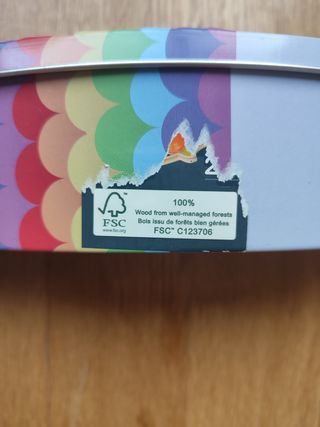 FSC
www.fsc.org
100%
Wood from well-managed forests
Bois issu de forêts bien gérées
FSC™ C123706